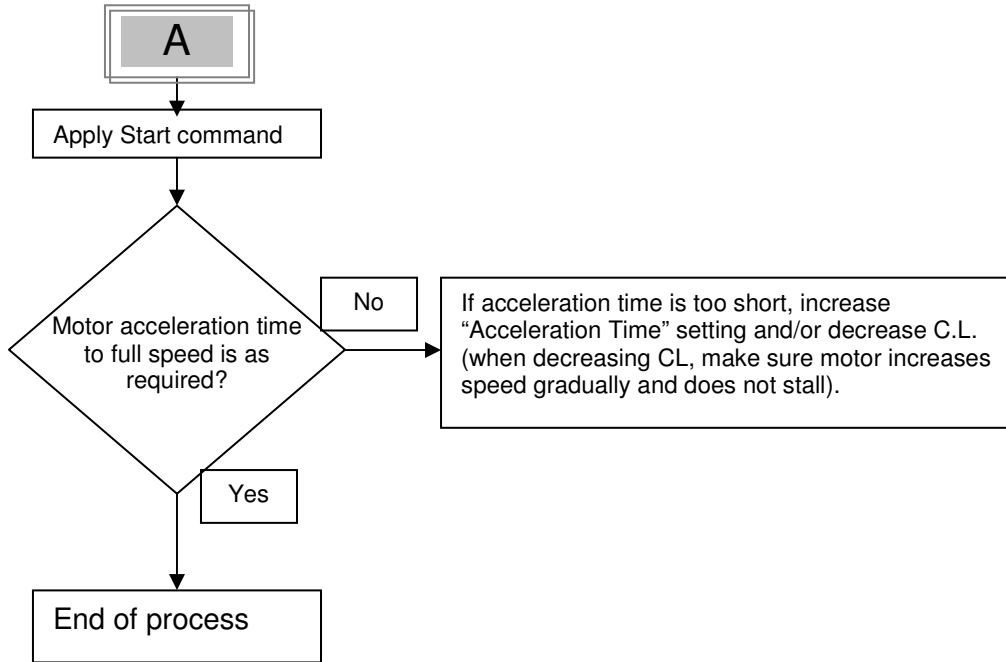 A
Apply Start command
Motor acceleration time
to full speed is as
required?
No
If acceleration time is too short, increase
“Acceleration Time” setting and/or decrease C.L.
(when decreasing CL, make sure motor increases
speed gradually and does not stall).
Yes
End of process